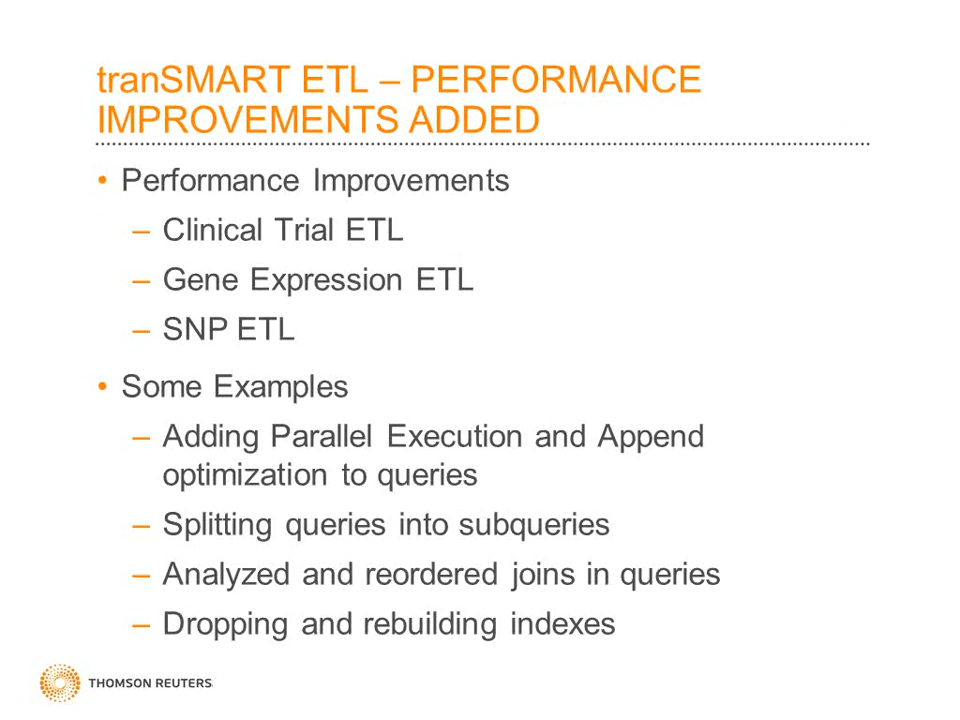 tranSMART ETL – PERFORMANCE
IMPROVEMENTS ADDED
• Performance Improvements
– Clinical Trial ETL
– Gene Expression ETL
– SNP ETL
• Some Examples
– Adding Parallel Execution and Append
optimization to queries
– Splitting queries into subqueries
– Analyzed and reordered joins in queries
– Dropping and rebuilding indexes
THOMSON REUTERS